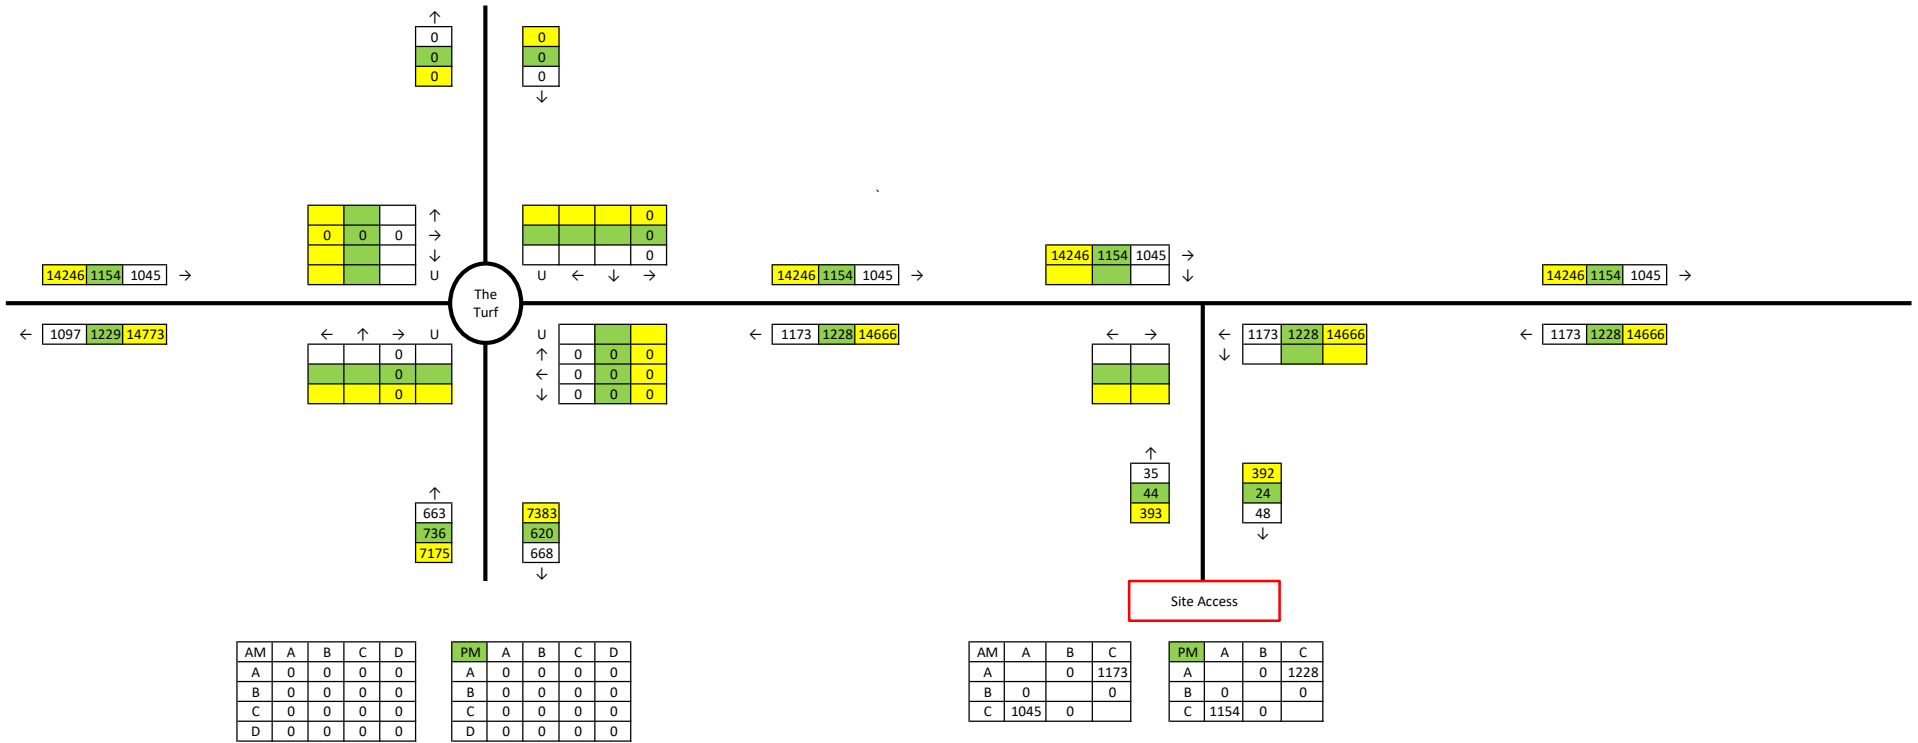 ↑
0 0
0 0
0 0
↓
`
0 ↑
0 0 0 →
↓
U
0
0
0
U ← ↓ →
14246 1154 1045 →
14246 1154 1045 →
14246 1154 1045 →
↓
14246 1154 1045 →
The
Turf
← 1097 1229 14773
← ↑ → U
0
0
0
U
↑ 0 0 0
← 0 0 0
↓ 0 0 0
← 1173 1228 14666
← →
← 1173 1228 14666
↓
← 1173 1228 14666
↑
35 392
44 24
393 48
↓
↑
663 7383
736 620
7175 668
↓
Site Access
AM A B C D
A 0 0 0 0
B 0 0 0 0
C 0 0 0 0
D 0 0 0 0
PM A B C D
A 0 0 0 0
B 0 0 0 0
C 0 0 0 0
D 0 0 0 0
AM A B C
A 0 1173
B 0 0
C 1045 0
PM A B C
A 0 1228
B 0 0
C 1154 0